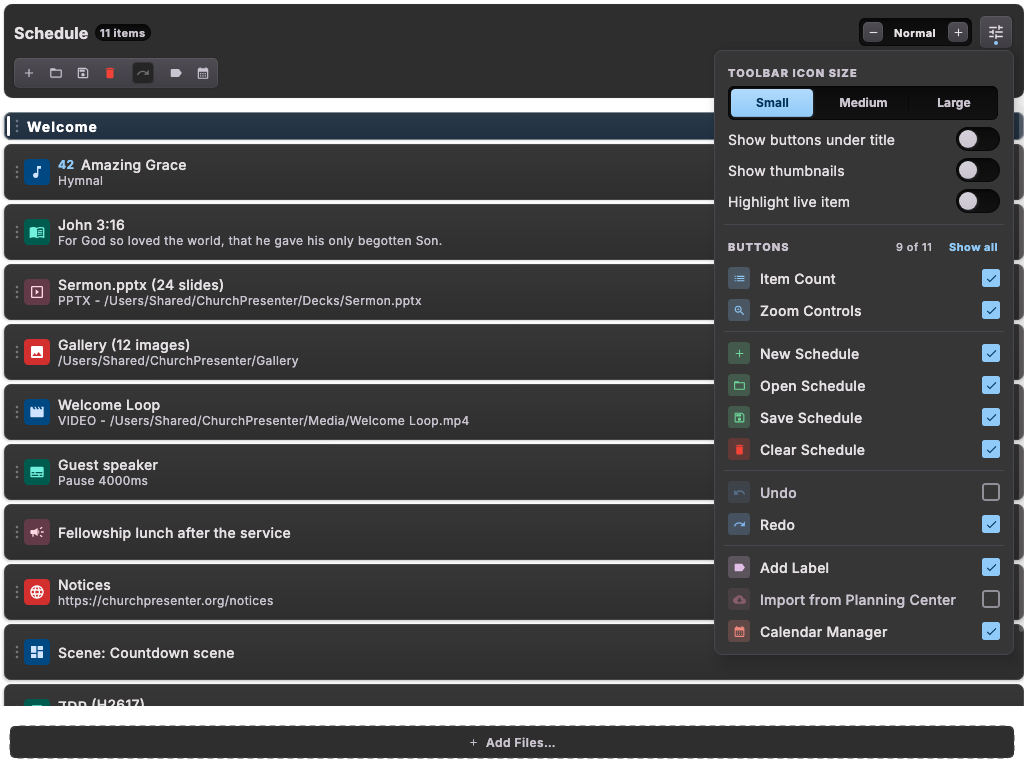 Schedule 11 items
Normal
TOOLBAR ICON SIZE
Small Medium Large
Show buttons under title
Show thumbnails
Highlight live item
BUTTONS 9 of 11 Show all
Item Count
Zoom Controls
New Schedule
Open Schedule
Save Schedule
Clear Schedule
Undo
Redo
Add Label
Import from Planning Center
Calendar Manager
Welcome
42 Amazing Grace
Hymnal
John 3:16
For God so loved the world, that he gave his only begotten Son.
Sermon.pptx (24 slides)
PPTX - /Users/Shared/ChurchPresenter/Decks/Sermon.pptx
Gallery (12 images)
/Users/Shared/ChurchPresenter/Gallery
Welcome Loop
VIDEO - /Users/Shared/ChurchPresenter/Media/Welcome Loop.mp4
Guest speaker
Pause 4000ms
Fellowship lunch after the service
Notices
https://churchpresenter.org/notices
Scene: Countdown scene
(H2617)
+ Add Files...